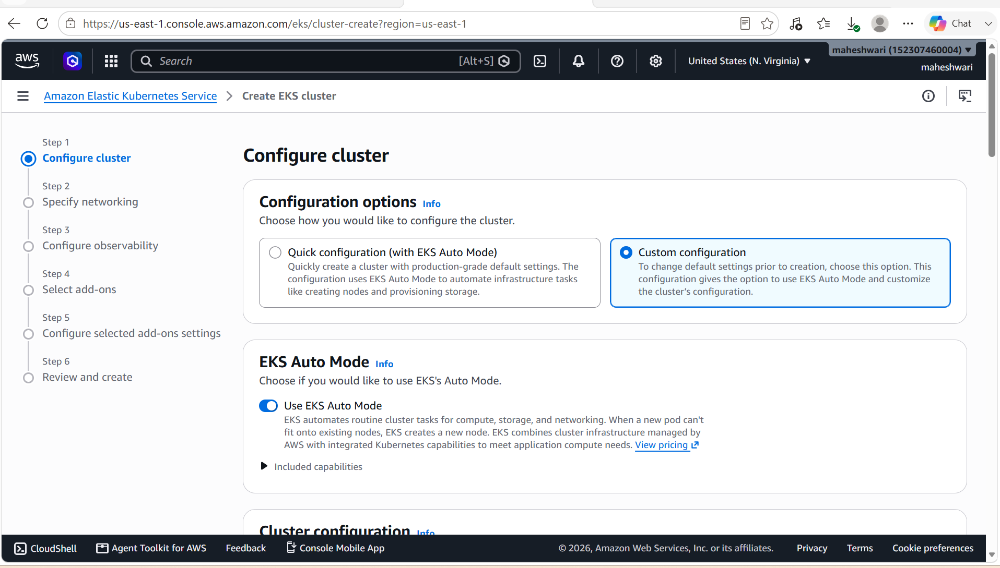 https://us-east-1.console.aws.amazon.com/eks/cluster-create?region=us-east-1
Chat
aws
Search
[Alt+S]
United States (N. Virginia)
maheshwari (152307460004)
maheshwari
Amazon Elastic Kubernetes Service
Create EKS cluster
Step 1
Configure cluster
Step 2
Specify networking
Step 3
Configure observability
Step 4
Select add-ons
Step 5
Configure selected add-ons settings
Step 6
Review and create
Configure cluster
Configuration options Info
Choose how you would like to configure the cluster.
Quick configuration (with EKS Auto Mode)
Quickly create a cluster with production-grade default settings. The
configuration uses EKS Auto Mode to automate infrastructure tasks
like creating nodes and provisioning storage.
Custom configuration
To change default settings prior to creation, choose this option. This
configuration gives the option to use EKS Auto Mode and customize
the cluster’s configuration.
EKS Auto Mode Info
Choose if you would like to use EKS's Auto Mode.
Use EKS Auto Mode
EKS automates routine cluster tasks for compute, storage, and networking. When a new pod can't
fit onto existing nodes, EKS creates a new node. EKS combines cluster infrastructure managed by
AWS with integrated Kubernetes capabilities to meet application compute needs. View pricing
Included capabilities
Cluster configuration Info
CloudShell
Agent Toolkit for AWS
Feedback
Console Mobile App
© 2026, Amazon Web Services, Inc. or its affiliates.
Privacy
Terms
Cookie preferences